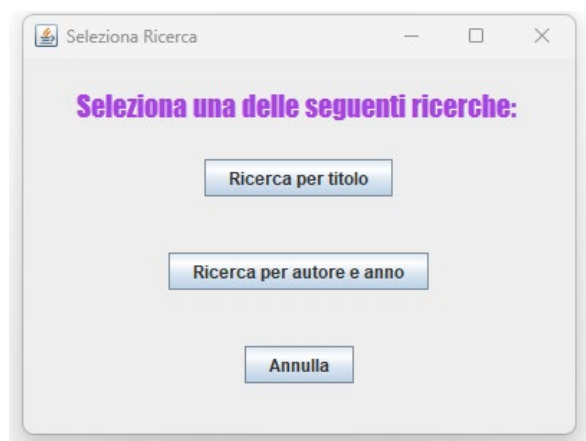 Seleziona Ricerca
Seleziona una delle seguenti ricerche:
Ricerca per titolo
Ricerca per autore e anno
Annulla